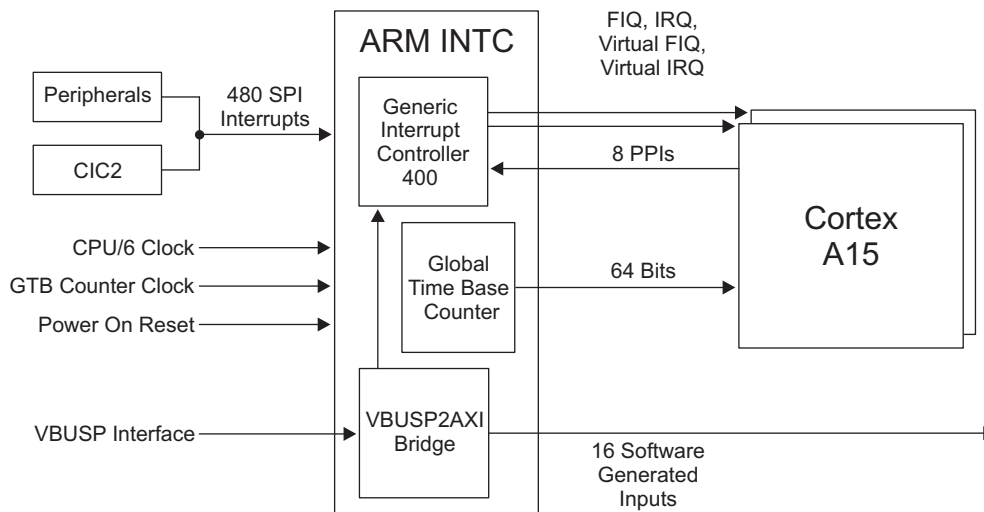 FIQ, IRQ,
Virtual FIQ,
Virtual IRQ
ARM INTC
Peripherals
480 SPI
Interrupts
CIC2
Generic
Interrupt
Controller
400
8 PPIs
Cortex
A15
CPU/6 Clock
GTB Counter Clock
Power On Reset
Global
Time Base
Counter
64 Bits
VBUSP Interface
VBUSP2AXI
Bridge
16 Software
Generated
Inputs